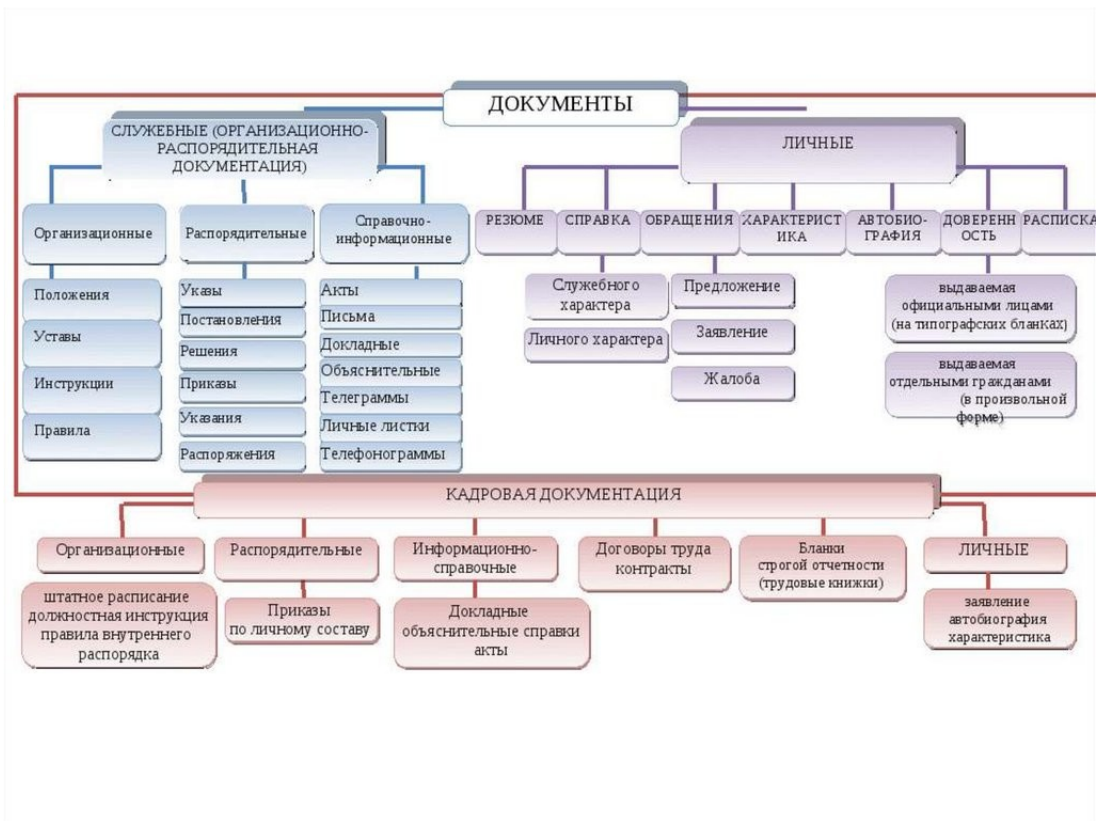 ДОКУМЕНТЫ
СЛУЖЕБНЫЕ (ОРГАНИЗАЦИОННО-
РАСПОРЯДИТЕЛЬНАЯ
ДОКУМЕНТАЦИЯ)
ЛИЧНЫЕ
Организационные
Распорядительные
Справочно-
информационные
Положения
Уставы
Инструкции
Правила
Указы
Постановления
Решения
Приказы
Указания
Распоряжения
Акты
Письма
Докладные
Объяснительные
Телеграммы
Личные листки
Телефонограммы
РЕЗЮМЕ
СПРАВКА
ОБРАЩЕНИЯ
ХАРАКТЕРИСТ
ИКА
АВТОБИО-
ГРАФИЯ
ДОВЕРЕНН
ОСТЬ
РАСПИСКА
Служебного
характера
Личного характера
Предложение
Заявление
Жалоба
выдаваемая
официальными лицами
(на типографских бланках)
выдаваемая
отдельными гражданами
(в произвольной
форме)
КАДРОВАЯ ДОКУМЕНТАЦИЯ
Организационные
штатное расписание
должностная инструкция
правила внутреннего
распорядка
Распорядительные
Приказы
по личному составу
Информационно-
справочные
Докладные
объяснительные справки
акты
Договоры труда
контракты
Бланки
строгой отчетности
(трудовые книжки)
ЛИЧНЫЕ
заявление
автобиография
характеристика